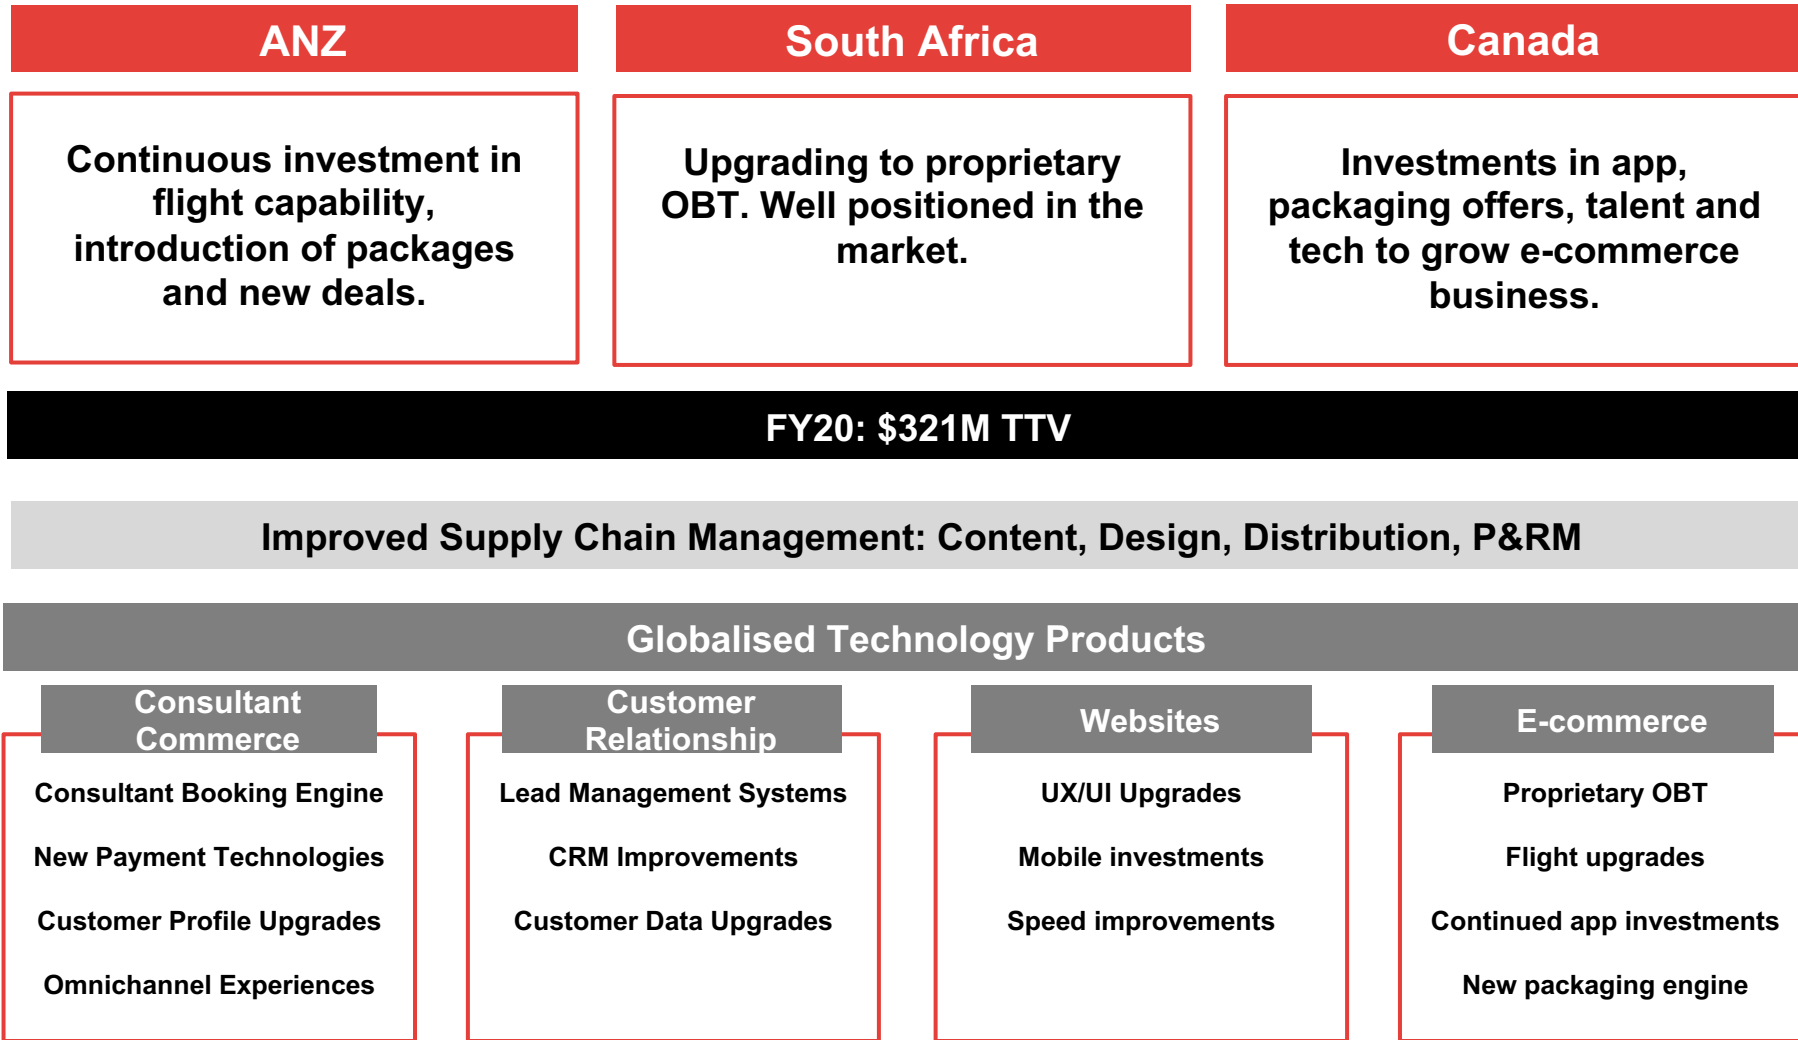 ANZ
South Africa
Canada
Continuous investment in
flight capability,
introduction of packages
and new deals.
Upgrading to proprietary
OBT. Well positioned in the
market.
Investments in app,
packaging offers, talent and
tech to grow e-commerce
business.
FY20: $321M TTV
Improved Supply Chain Management: Content, Design, Distribution, P&RM
Globalised Technology Products
Consultant
Commerce
Consultant Booking Engine
New Payment Technologies
Customer Profile Upgrades
Omnichannel Experiences
Customer
Relationship
Lead Management Systems
CRM Improvements
Customer Data Upgrades
Websites
UX/UI Upgrades
Mobile investments
Speed improvements
E-commerce
Proprietary OBT
Flight upgrades
Continued app investments
New packaging engine